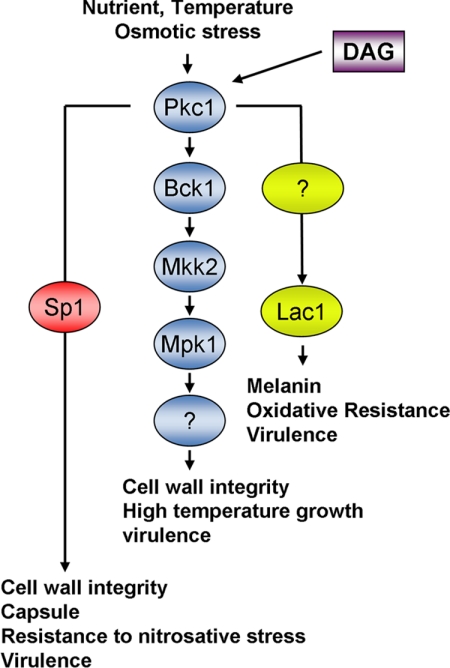 Nutrient, Temperature
Osmotic stress
DAG
Pkc1
Bck1
?
Mkk2
Sp1
Lac1
Mpk1
Melanin
Oxidative Resistance
Virulence
?
Cell wall integrity
High temperature growth
virulence
Cell wall integrity
Capsule
Resistance to nitrosative stress
Virulence